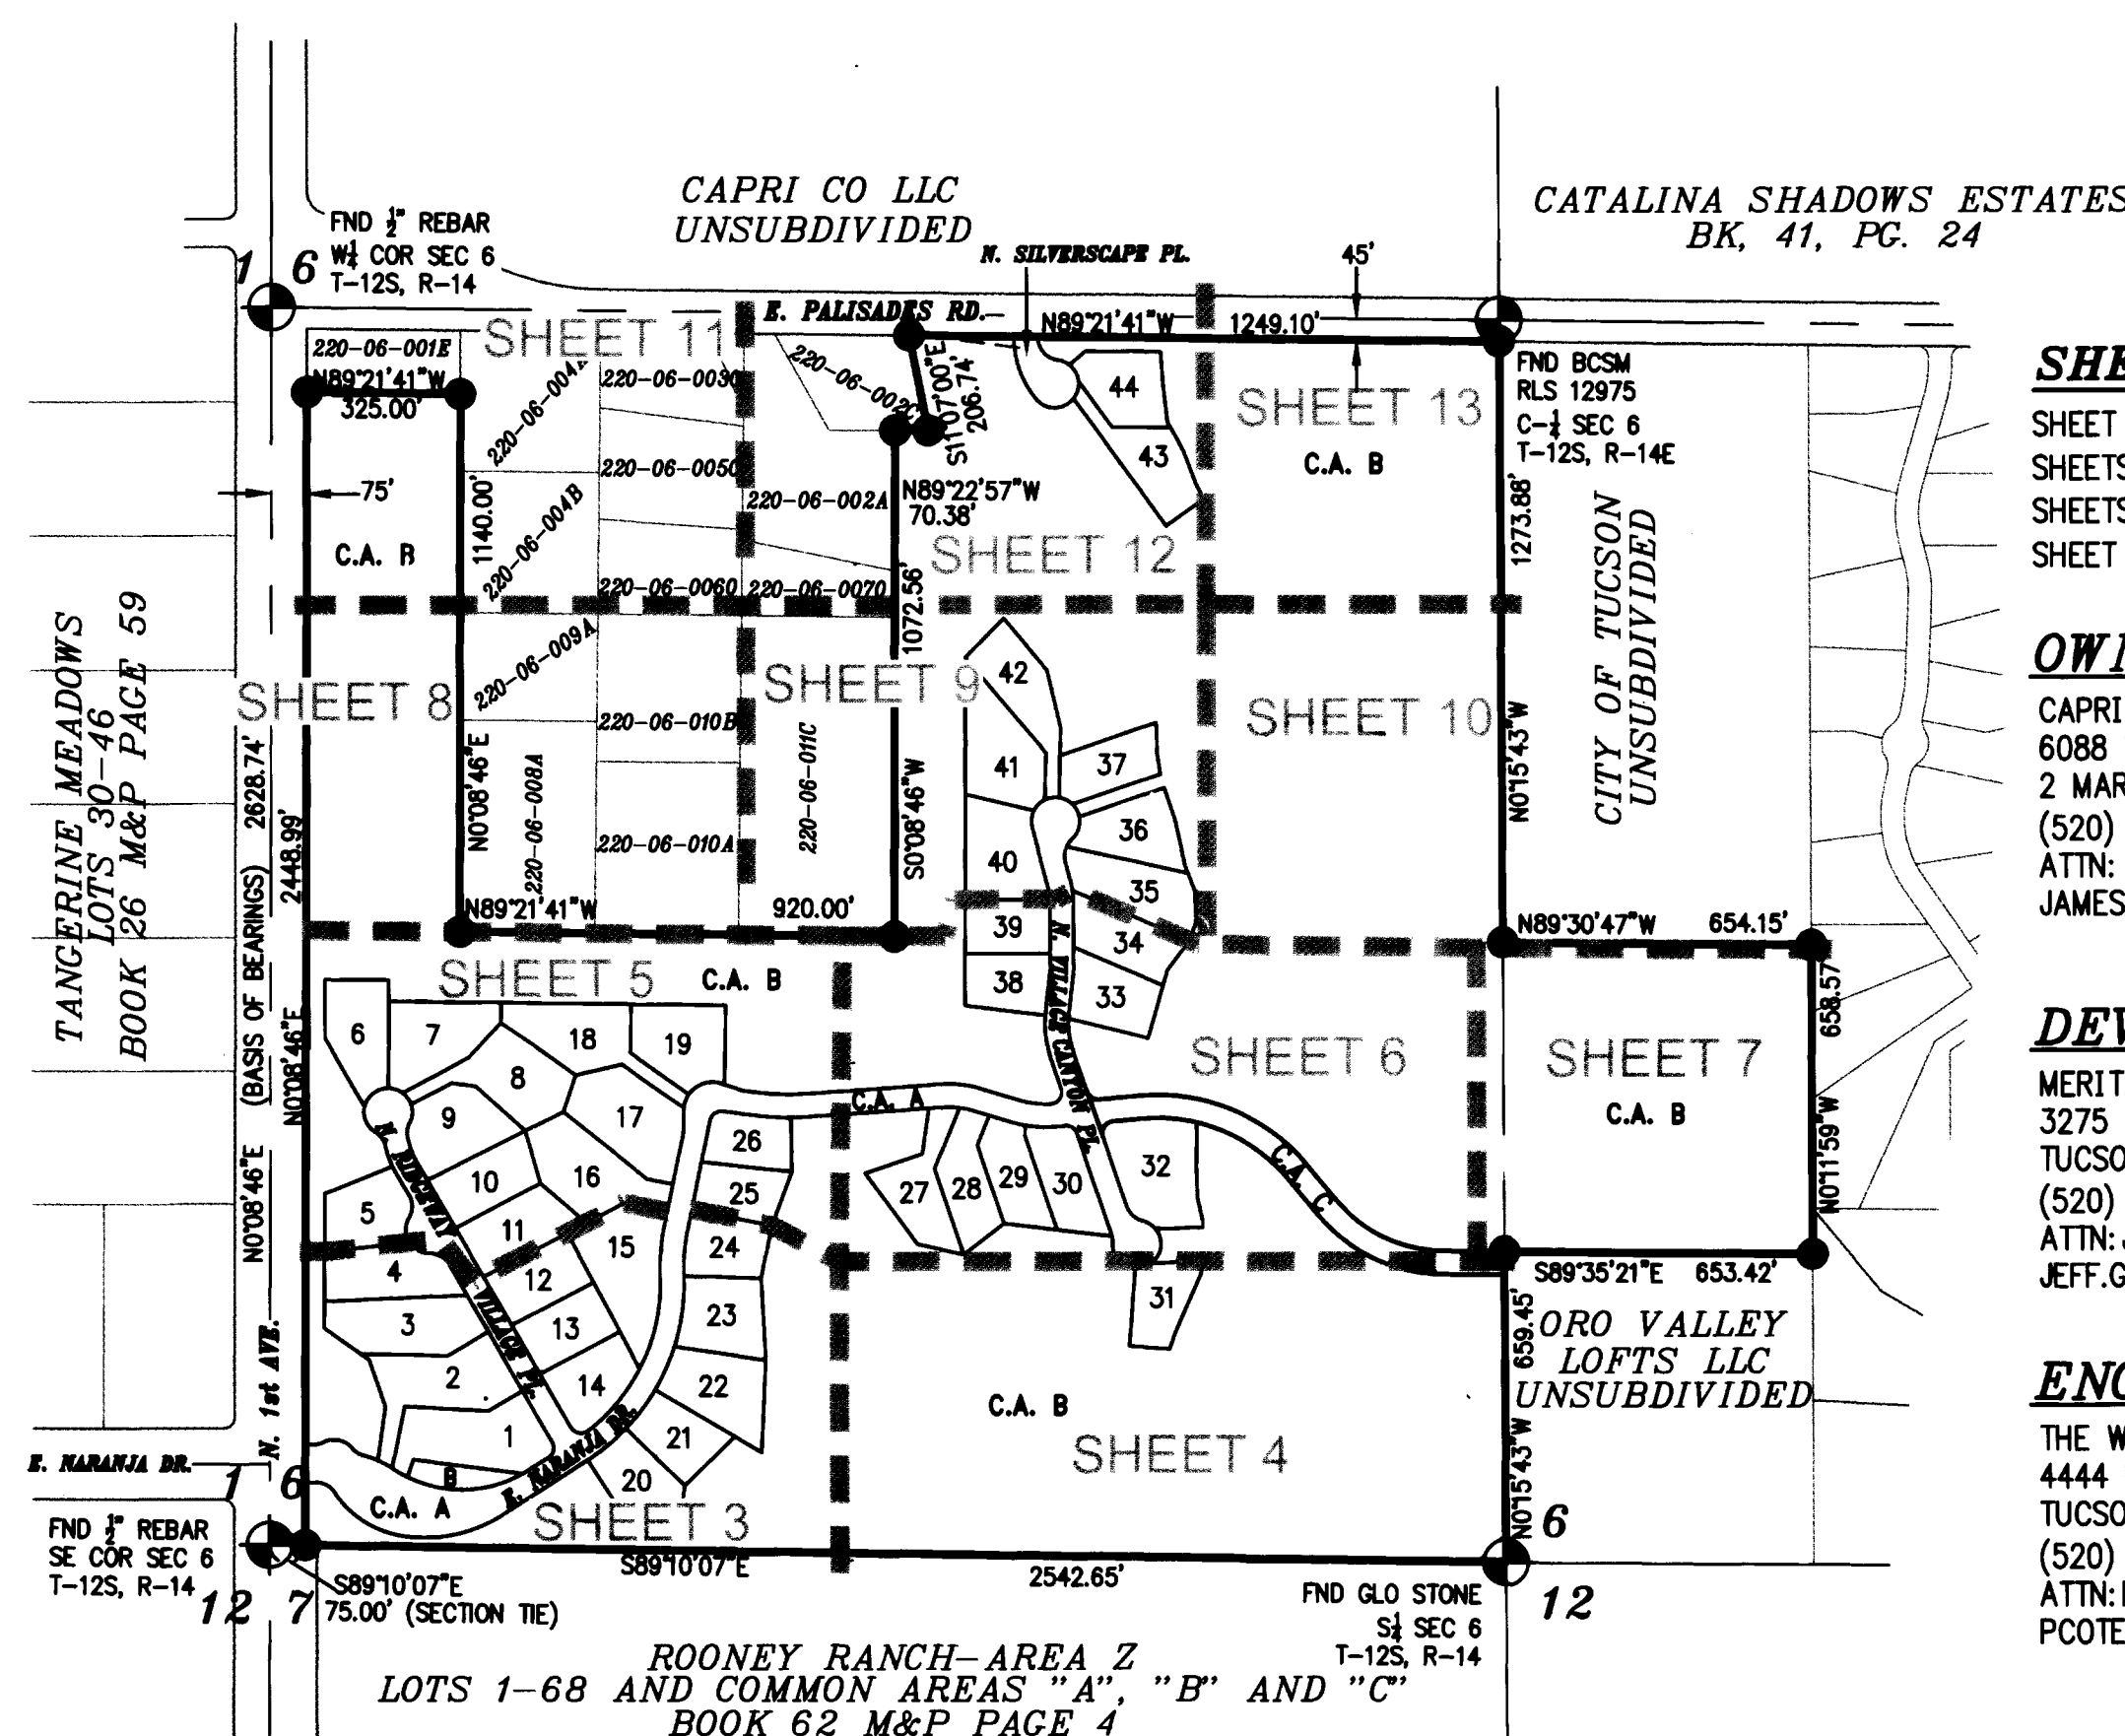 CAPRI CO LLC
UNSUBDIVIDED
CATALINA SHADOWS ESTATES
BK, 41, PG. 24
FND ½" REBAR
W¼ COR SEC 6
T-12S, R-14
1 6
N. SILVERSCAPE PL.
45'
E. PALISADES RD.
N89°21'41"W 1249.10'
SHEET 11
220-06-001E
N89°21'41"W
325.00'
220-06-0030
220-06-002C
S11°07'00"E
206.74'
44
43
SHEET 13
C.A. B
FND BCSM
RLS 12975
C-¼ SEC 6
T-12S, R-14E
SHEET
SHEETS
SHEETS
SHEET
75'
C.A. B
1140.00'
220-06-004B
220-06-0050
220-06-002A
N89°22'57"W
70.38'
SHEET 12
1273.88'
CITY OF TUCSON
UNSUBDIVIDED
220-06-0060
220-06-0070
1072.56'
TANGERINE MEADOWS
LOTS 30-46
BOOK 26 M&P PAGE 59
SHEET 8
220-06-009A
SHEET 9
SHEET 10
42
41
37
36
40
35
39
34
38
33
220-06-010B
220-06-011C
N0°08'46"E
220-06-008A
220-06-010A
S0°08'46"W
N0°15'43"W
2628.74'
(BASIS OF BEARINGS)
N0°08'46"E
2448.99'
N0°08'46"E
N89°21'41"W
920.00'
N89°30'47"W 654.15'
CAPRI
6088
2 MAR
(520)
ATTN:
JAMES
SHEET 5
C.A. B
N. VILLAGE CANYON PL.
SHEET 6
SHEET 7
C.A. B
658.57'
N0°11'59"W
6
7
18
19
8
9
17
26
10
16
25
5
11
15
24
4
12
23
3
13
22
2
14
21
1
20
B
N. RIDGEWAY VILLAGE PL.
C.A. A
27
28
29
30
32
31
C.A. C
MERIT
3275
TUCSO
(520)
ATTN:
JEFF.G
S89°35'21"E 653.42'
659.45'
ORO VALLEY
LOFTS LLC
UNSUBDIVIDED
N0°15'43"W
C.A. B
SHEET 4
N. 1st AVE.
E. NARANJA DR.
1 6
C.A. A
E. NARANJA DR.
SHEET 3
FND ½" REBAR
SE COR SEC 6
T-12S, R-14
12 7
S89°10'07"E
75.00' (SECTION TIE)
S89°10'07"E
2542.65'
FND GLO STONE
S¼ SEC 6
T-12S, R-14
6
12
THE W
4444
TUCSO
(520)
ATTN:
PCOTE
ROONEY RANCH-AREA Z
LOTS 1-68 AND COMMON AREAS "A", "B" AND "C"
BOOK 62 M&P PAGE 4